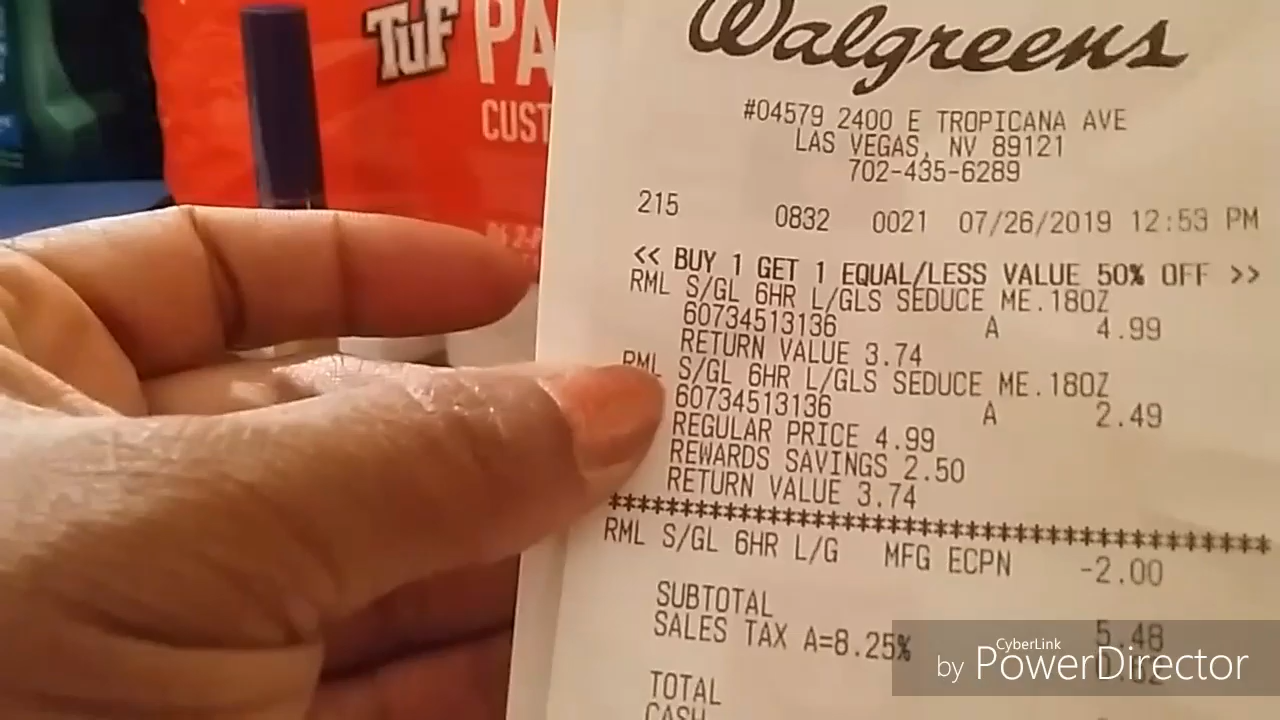 TUF
PA
CUST
Walgreens
#04579 2400 E TROPICANA AVE
LAS VEGAS, NV 89121
702-435-6289
215 0832 0021 07/26/2019 12:53 PM
<< BUY 1 GET 1 EQUAL/LESS VALUE 50% OFF >>
RML S/GL 6HR L/GLS SEDUCE ME.18OZ
60734513136 A 4.99
RETURN VALUE 3.74
RML S/GL 6HR L/GLS SEDUCE ME.18OZ
60734513136 A 2.49
REGULAR PRICE 4.99
REWARDS SAVINGS 2.50
RETURN VALUE 3.74
******************************************
RML S/GL 6HR L/G MFG ECPN -2.00
SUBTOTAL 5.48
SALES TAX A=8.25%
TOTAL
CASH
CyberLink
by PowerDirector